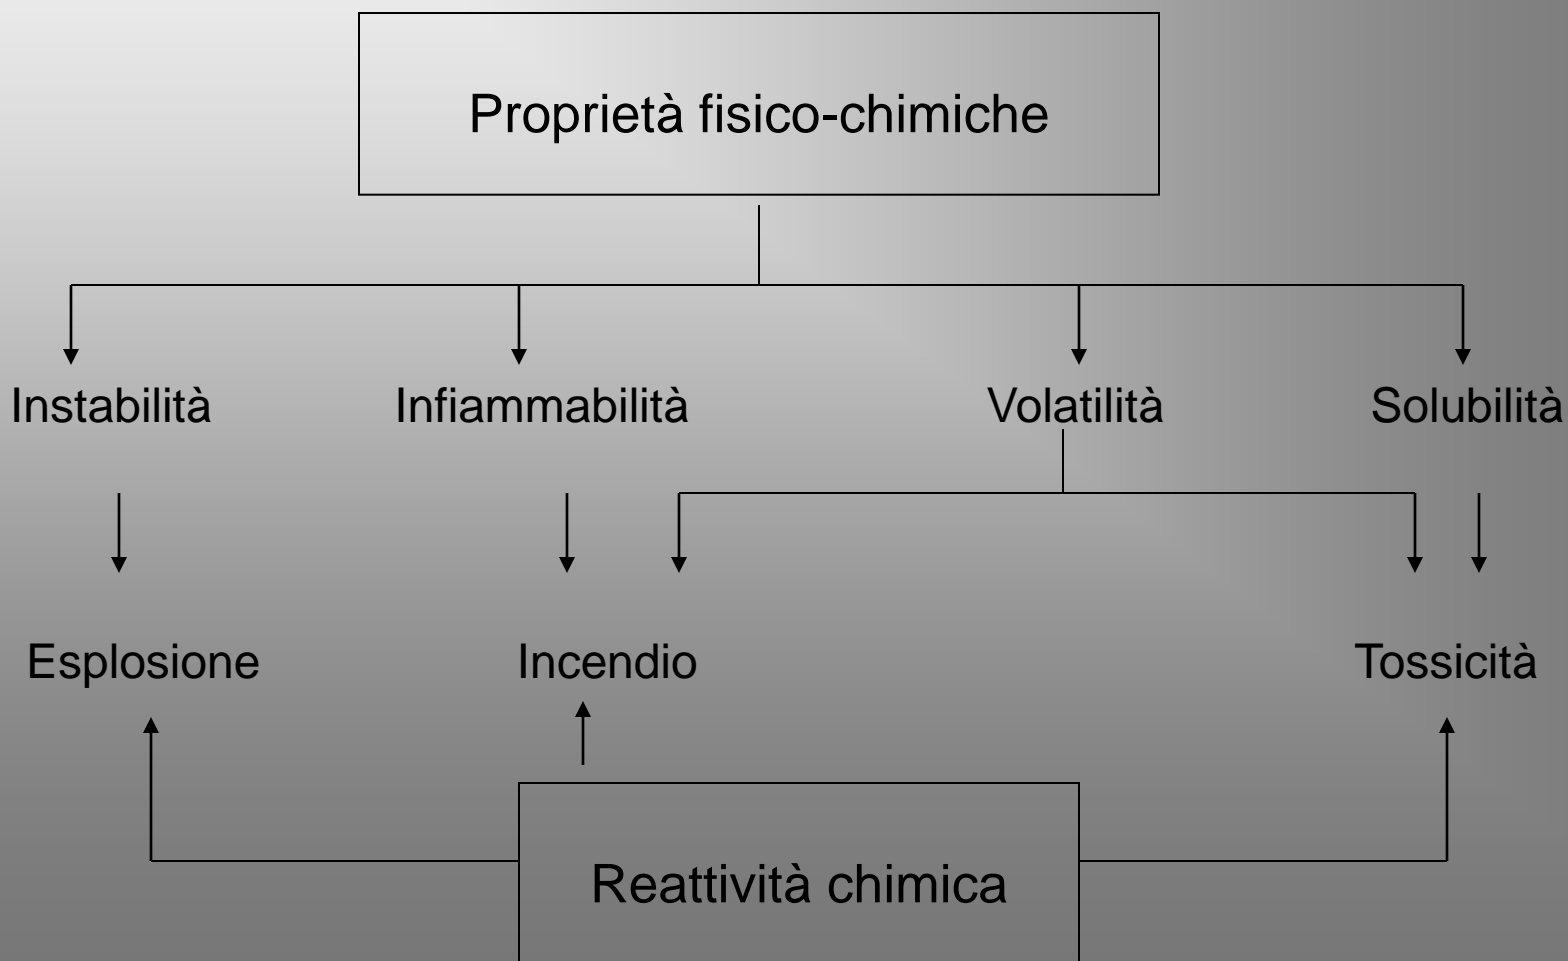 Proprietà fisico-chimiche
Instabilità Infiammabilità Volatilità Solubilità
Esplosione Incendio Tossicità
Reattività chimica